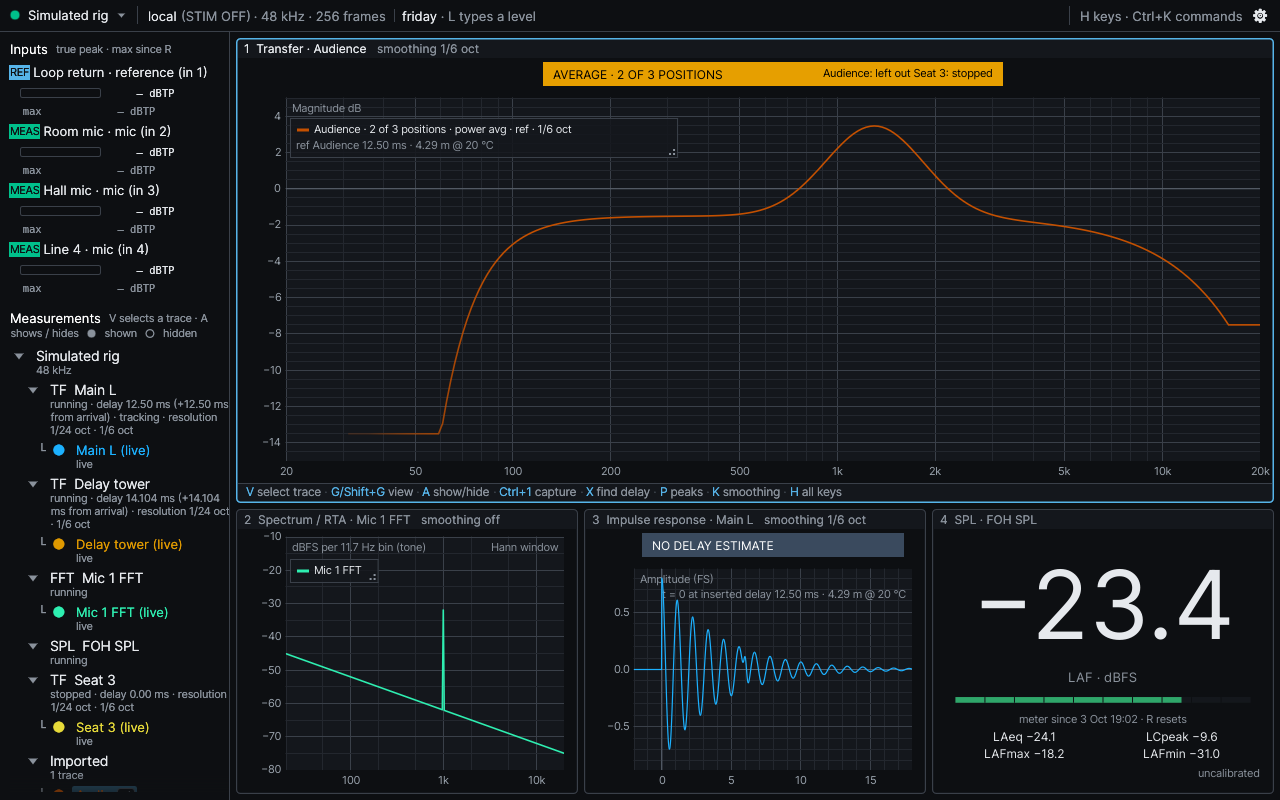 Simulated rig
local (STIM OFF) · 48 kHz · 256 frames
friday · L types a level
H keys · Ctrl+K commands
Inputs true peak · max since R
REF Loop return · reference (in 1)
– dBTP
max – dBTP
MEAS Room mic · mic (in 2)
– dBTP
max – dBTP
MEAS Hall mic · mic (in 3)
– dBTP
max – dBTP
MEAS Line 4 · mic (in 4)
– dBTP
max – dBTP
Measurements V selects a trace · A
shows / hides shown hidden
Simulated rig
48 kHz
TF Main L
running · delay 12.50 ms (+12.50 ms
from arrival) · tracking · resolution
1/24 oct · 1/6 oct
Main L (live)
live
TF Delay tower
running · delay 14.104 ms (+14.104
ms from arrival) · resolution 1/24 oct
· 1/6 oct
Delay tower (live)
live
FFT Mic 1 FFT
running
Mic 1 FFT (live)
live
SPL FOH SPL
running
TF Seat 3
stopped · delay 0.00 ms · resolution
1/24 oct · 1/6 oct
Seat 3 (live)
live
Imported
1 trace
1 Transfer · Audience smoothing 1/6 oct
AVERAGE · 2 OF 3 POSITIONS
Audience: left out Seat 3: stopped
Magnitude dB
Audience · 2 of 3 positions · power avg · ref · 1/6 oct
ref Audience 12.50 ms · 4.29 m @ 20 °C
4
2
0
−2
−4
−6
−8
−10
−12
−14
20 50 100 200 500 1k 2k 5k 10k 20k
V select trace · G/Shift+G view · A show/hide · Ctrl+1 capture · X find delay · P peaks · K smoothing · H all keys
2 Spectrum / RTA · Mic 1 FFT smoothing off
dBFS per 11.7 Hz bin (tone)
Hann window
Mic 1 FFT
−10
−20
−30
−40
−50
−60
−70
−80
100 1k 10k
3 Impulse response · Main L smoothing 1/6 oct
NO DELAY ESTIMATE
Amplitude (FS)
t = 0 at inserted delay 12.50 ms · 4.29 m @ 20 °C
0.5
0.0
−0.5
0 5 10 15
4 SPL · FOH SPL
−23.4
LAF · dBFS
meter since 3 Oct 19:02 · R resets
LAeq −24.1 LCpeak −9.6
LAFmax −18.2 LAFmin −31.0
uncalibrated